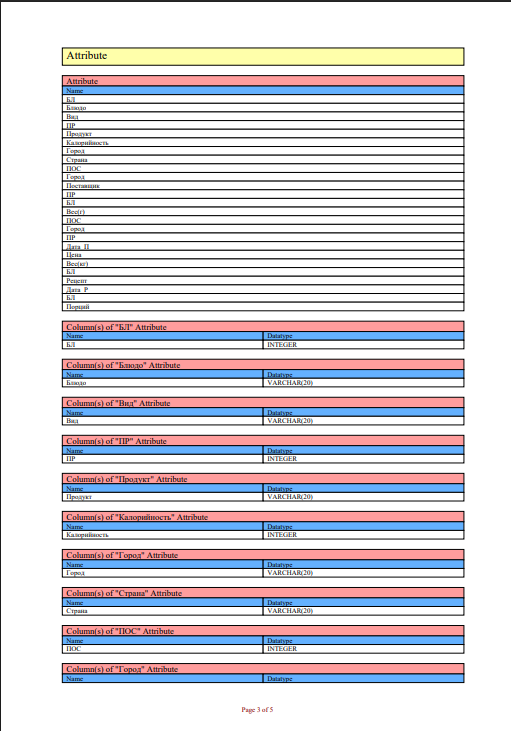 Attribute
Attribute
Name
БЛ
Блюдо
Вид
ПР
Продукт
Калорийность
Город
Страна
ПОС
Город
Поставщик
ПР
БЛ
Вес(г)
ПОС
Город
ПР
Дата_П
Цена
Вес(кг)
БЛ
Рецепт
Дата_Р
БЛ
Порций
Column(s) of "БЛ" Attribute
Name Datatype
БЛ INTEGER
Column(s) of "Блюдо" Attribute
Name Datatype
Блюдо VARCHAR(20)
Column(s) of "Вид" Attribute
Name Datatype
Вид VARCHAR(20)
Column(s) of "ПР" Attribute
Name Datatype
ПР INTEGER
Column(s) of "Продукт" Attribute
Name Datatype
Продукт VARCHAR(20)
Column(s) of "Калорийность" Attribute
Name Datatype
Калорийность INTEGER
Column(s) of "Город" Attribute
Name Datatype
Город VARCHAR(20)
Column(s) of "Страна" Attribute
Name Datatype
Страна VARCHAR(20)
Column(s) of "ПОС" Attribute
Name Datatype
ПОС INTEGER
Column(s) of "Город" Attribute
Name Datatype
Page 3 of 5